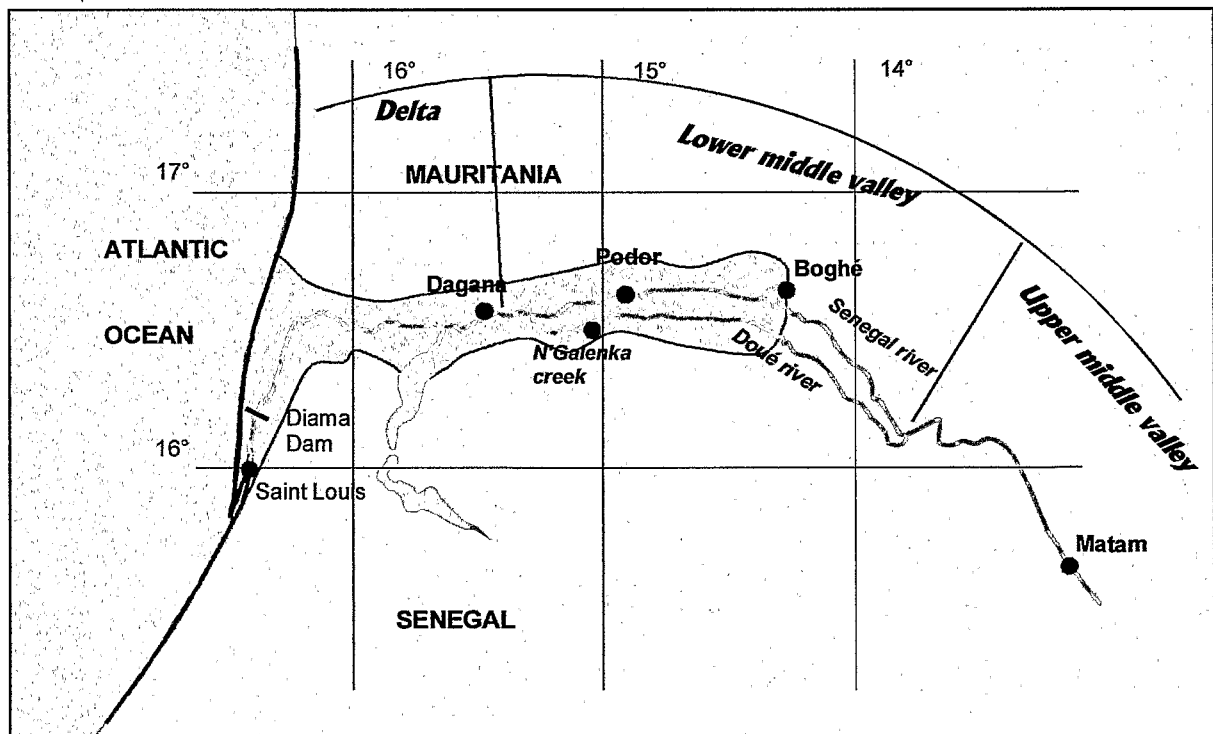 16°
15°
14°
Delta
Lower middle valley
17°
MAURITANIA
ATLANTIC
OCEAN
Podor
Dagana
Boghé
Senegal river
Upper middle valley
N'Galenka
creek
Doué river
Diama
Dam
16°
Saint Louis
Matam
SENEGAL